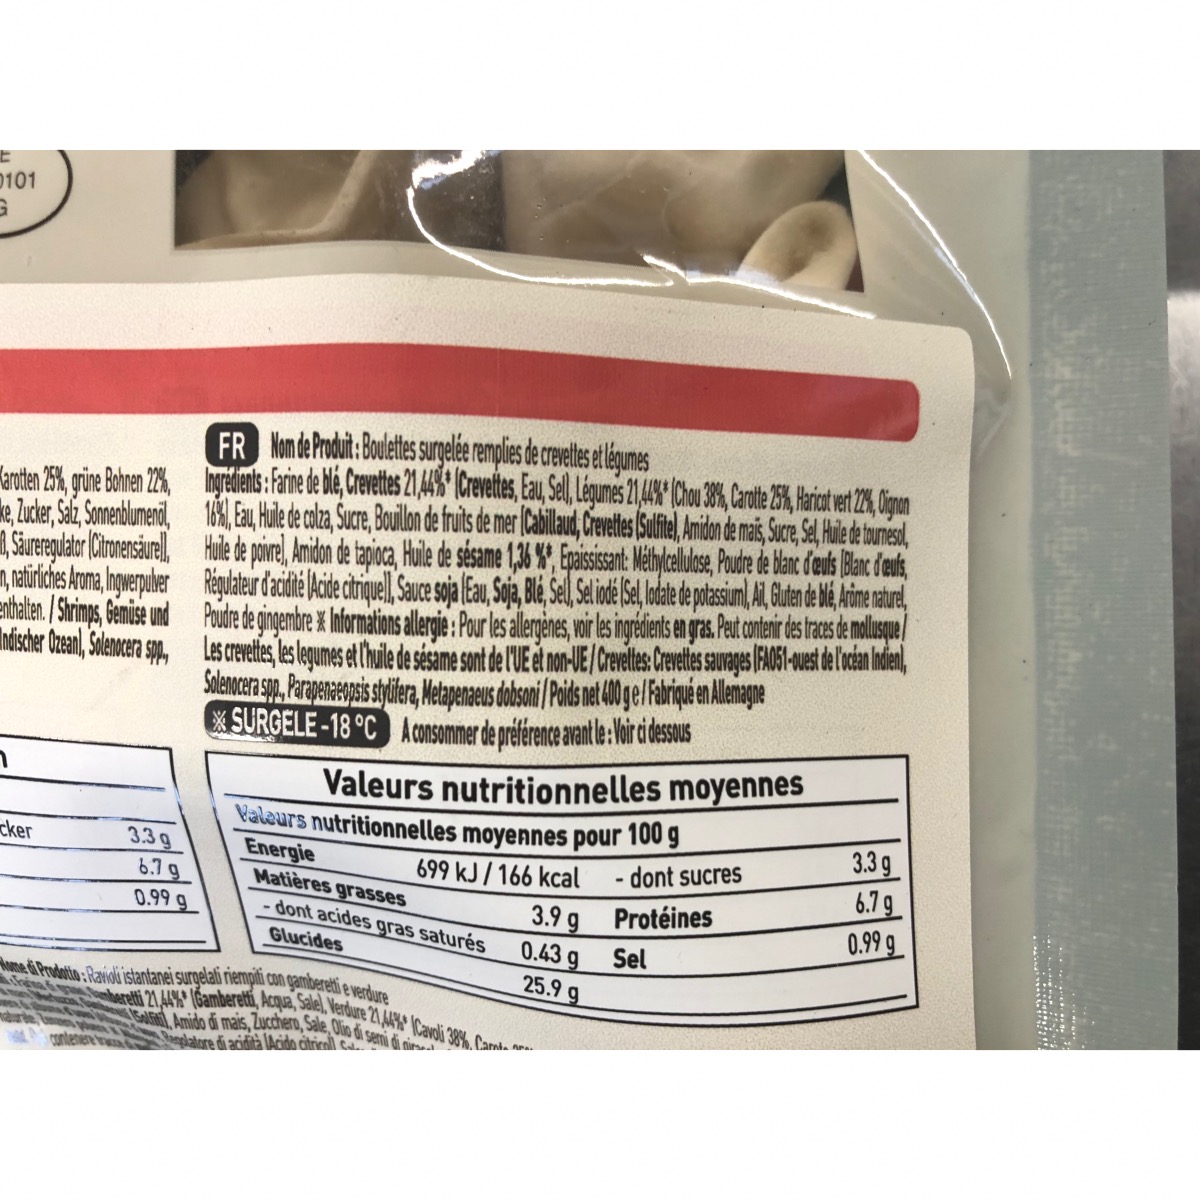 E
0101
G
Karotten 25%, grüne Bohnen 22%,
ke, Zucker, Salz, Sonnenblumenöl,
ß, Säureregulator (Citronensäure)],
n, natürliches Aroma, Ingwerpulver
enthalten. / Shrimps, Gemüse und
Indischer Ozean), Solenocera spp.,
n
cker 3.3 g
6.7 g
0.99 g
FR Nom de Produit : Boulettes surgelée remplies de crevettes et légumes
Ingrédients : Farine de blé, Crevettes 21,44%* (Crevettes, Eau, Sel), Légumes 21,44%* (Chou 38%, Carotte 25%, Haricot vert 22%, Oignon
16%), Eau, Huile de colza, Sucre, Bouillon de fruits de mer [Cabillaud, Crevettes (Sulfite), Amidon de maïs, Sucre, Sel, Huile de tournesol,
Huile de poivre], Amidon de tapioca, Huile de sésame 1,36 %*, Epaississant: Méthylcellulose, Poudre de blanc d'œufs [Blanc d'œufs,
Régulateur d'acidité (Acide citrique)], Sauce soja (Eau, Soja, Blé, Sel), Sel iodé (Sel, Iodate de potassium), Ail, Gluten de blé, Arôme naturel,
Poudre de gingembre ※ Informations allergie : Pour les allergènes, voir les ingrédients en gras. Peut contenir des traces de mollusque /
Les crevettes, les legumes et l'huile de sésame sont de l'UE et non-UE / Crevettes: Crevettes sauvages (FAO51-ouest de l'océan Indien),
Solenocera spp., Parapenaeopsis stylifera, Metapenaeus dobsoni / Poids net 400 g e / Fabriqué en Allemagne
※ SURGELE -18 °C A consommer de préférence avant le : Voir ci dessous
Valeurs nutritionnelles moyennes
Valeurs nutritionnelles moyennes pour 100 g
Energie 699 kJ / 166 kcal - dont sucres 3.3 g
Matières grasses 3.9 g Protéines 6.7 g
- dont acides gras saturés 0.43 g Sel 0.99 g
Glucides 25.9 g
Nome di Prodotto : Ravioli istantanei surgelati riempiti con gamberetti e verdure
Gamberetti 21,44%* (Gamberetti, Acqua, Sale), Verdure 21,44%* (Cavoli 38%,
(Solfiti), Amido di mais, Zucchero, Sale, Olio di semi di
di acidità (Acido citrico)]
contenere